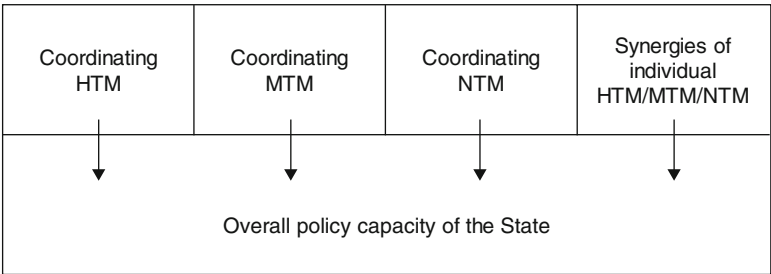 Coordinating
HTM
Coordinating
MTM
Coordinating
NTM
Synergies of
individual
HTM/MTM/NTM
Overall policy capacity of the State